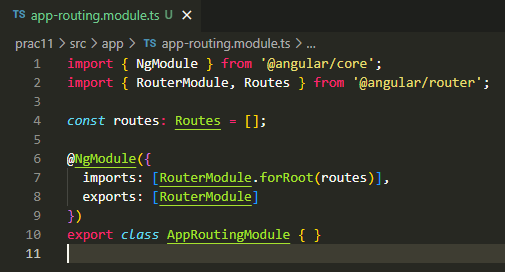 TS app-routing.module.ts U ×
prac11 > src > app > TS app-routing.module.ts > ...
1 import { NgModule } from '@angular/core';
2 import { RouterModule, Routes } from '@angular/router';
3
4 const routes: Routes = [];
5
6 @NgModule({
7   imports: [RouterModule.forRoot(routes)],
8   exports: [RouterModule]
9 })
10 export class AppRoutingModule { }
11